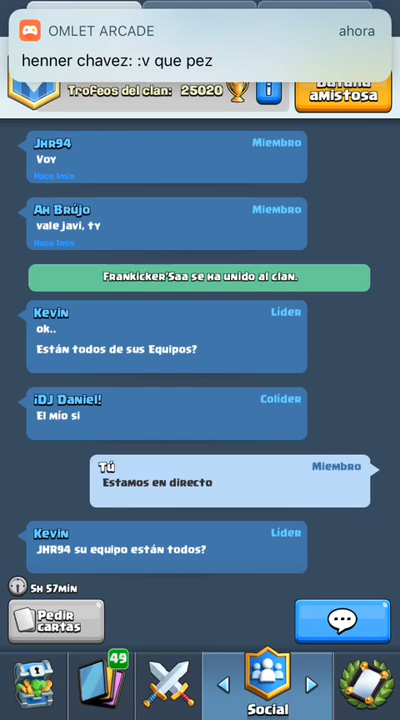 OMLET ARCADE
ahora
henner chavez: :v que pez
Trofeos del clan: 25020
i
Batalla
amistosa
Jhr94
Miembro
Voy
Hace 1min
Ah Brújo
Miembro
vale javi, ty
Hace 1min
Frankicker'Saa se ha unido al clan.
Kevin
Líder
ok..
Están todos de sus Equipos?
¡DJ Daniel!
Colíder
El mío si
Tú
Miembro
Estamos en directo
Kevin
Líder
JHR94 su equipo están todos?
5h 57min
Pedir
cartas
49
Social